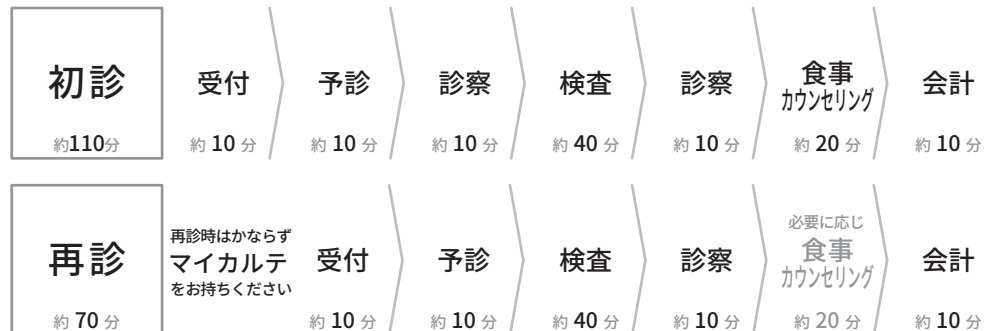 初診
約110分
受付
約 10 分
予診
約 10 分
診察
約 10 分
検査
約 40 分
診察
約 10 分
食事
カウンセリング
約 20 分
会計
約 10 分
再診
約 70 分
再診時はかならず
マイカルテ
をお持ちください
受付
約 10 分
予診
約 10 分
検査
約 40 分
診察
約 10 分
必要に応じ
食事
カウンセリング
約 20 分
会計
約 10 分